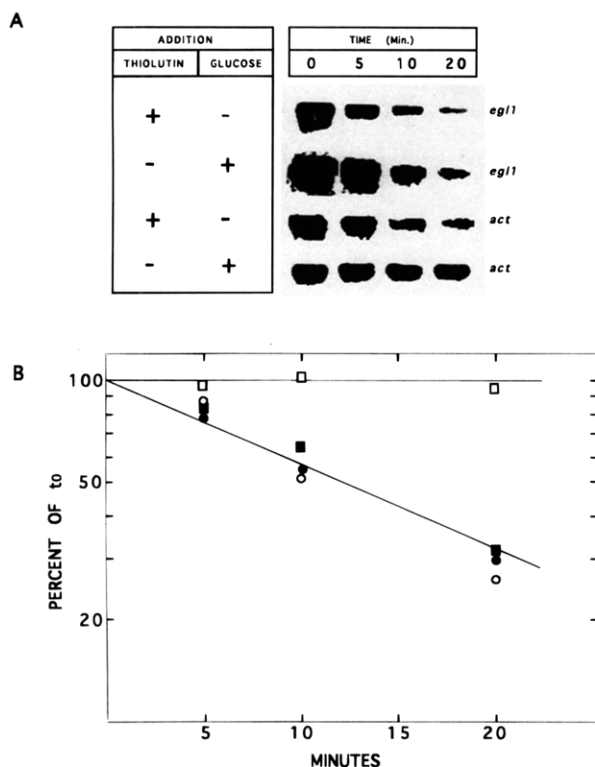 A
ADDITION
THIOLUTIN GLUCOSE
TIME (Min.)
0 5 10 20
+ - egl1
- + egl1
+ - act
- + act
B
100
50
20
PERCENT OF to
5 10 15 20
MINUTES